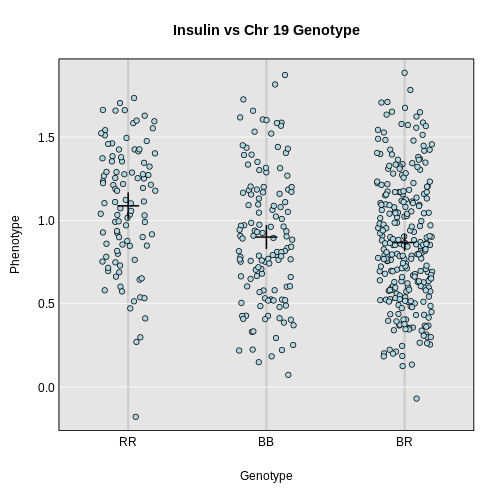 Insulin vs Chr 19 Genotype
Phenotype
1.5
1.0
0.5
0.0
RR BB BR
Genotype